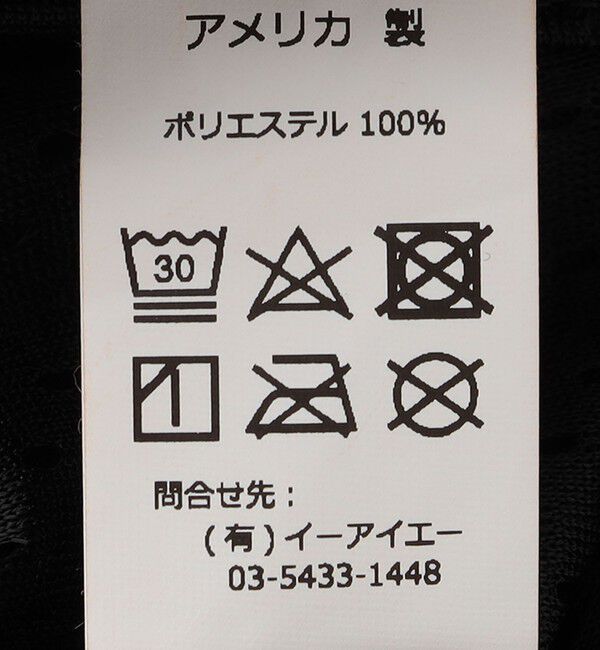 アメリカ 製
ポリエステル 100%
30
問合せ先：
(有)イーアイエー
03-5433-1448